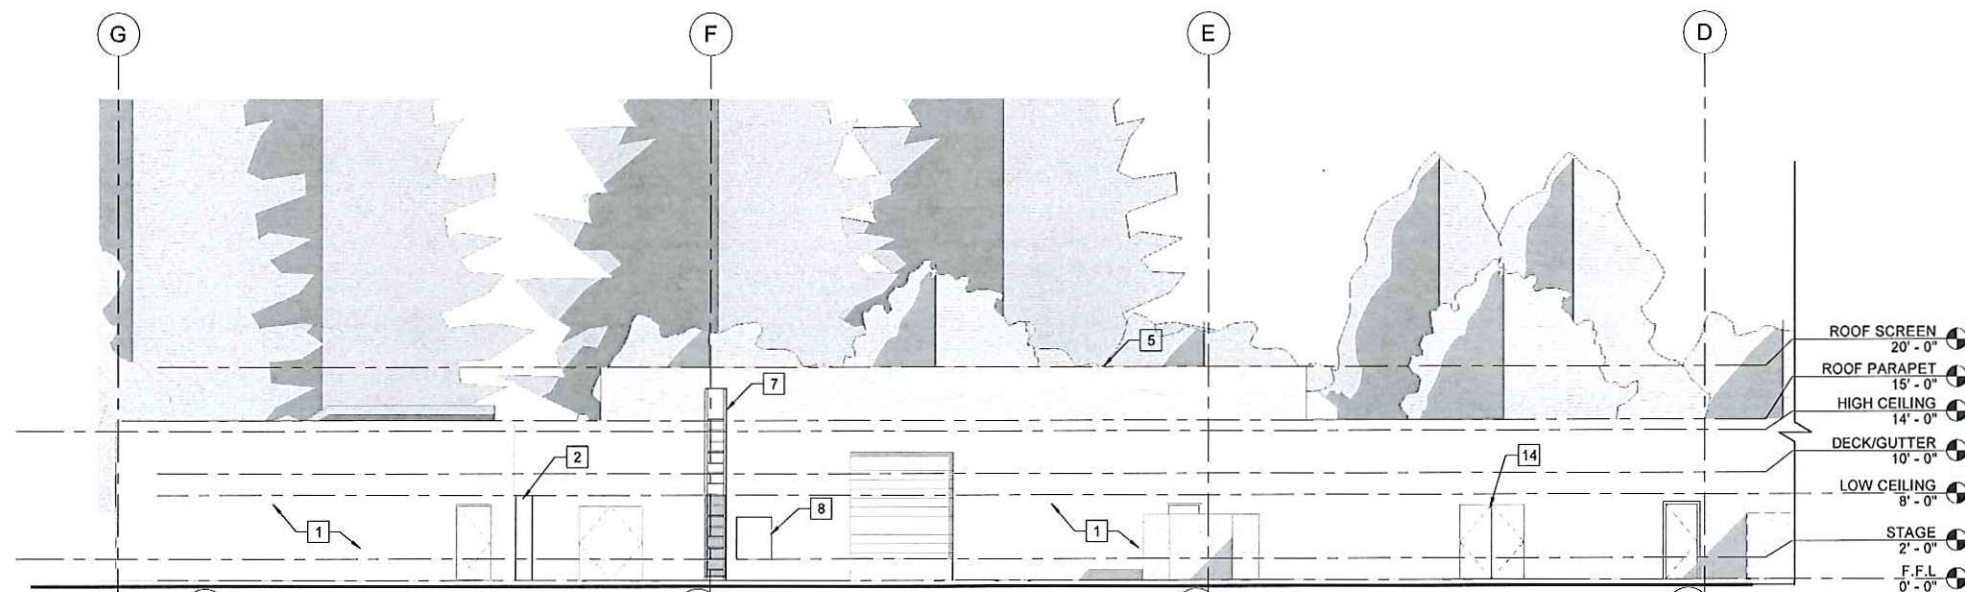 G F E D
5
ROOF SCREEN
20' - 0"
7
ROOF PARAPET
15' - 0"
HIGH CEILING
14' - 0"
2
14
DECK/GUTTER
10' - 0"
LOW CEILING
8' - 0"
1
8
1
STAGE
2' - 0"
F.F.L
0' - 0"